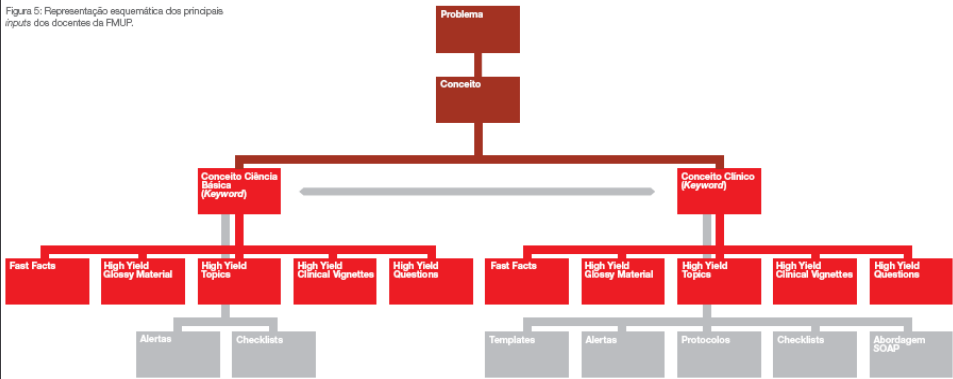 Figura 5: Representação esquemática dos principais
inputs dos docentes da FMUP.
Problema
Conceito
Conceito Ciência
Básica
(Keyword)
Conceito Clínico
(Keyword)
Fast Facts
High Yield
Glossy Material
High Yield
Topics
High Yield
Clinical Vignettes
High Yield
Questions
Fast Facts
High Yield
Glossy Material
High Yield
Topics
High Yield
Clinical Vignettes
High Yield
Questions
Alertas
Checklists
Templates
Alertas
Protocolos
Checklists
Abordagem
SOAP